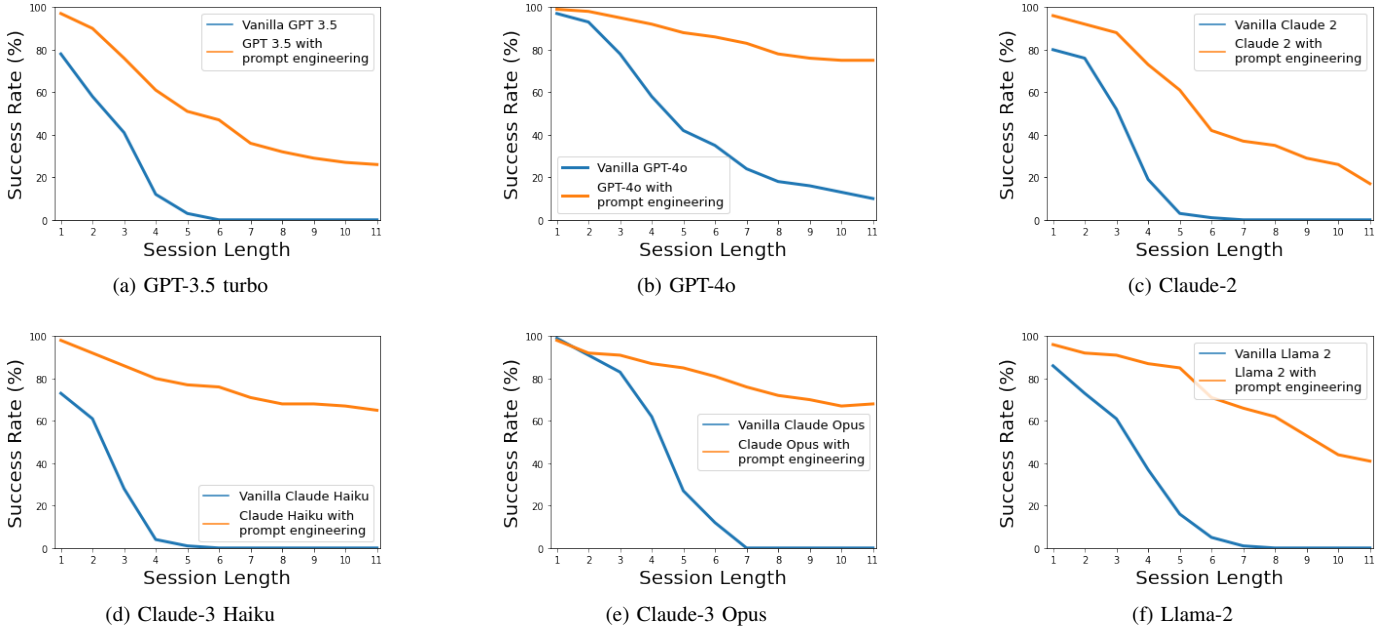 Success Rate (%)
100
80
60
40
20
0
Vanilla GPT 3.5
GPT 3.5 with
prompt engineering
1 2 3 4 5 6 7 8 9 10 11
Session Length
(a) GPT-3.5 turbo
Success Rate (%)
100
80
60
40
20
0
Vanilla GPT-4o
GPT-4o with
prompt engineering
1 2 3 4 5 6 7 8 9 10 11
Session Length
(b) GPT-4o
Success Rate (%)
100
80
60
40
20
0
Vanilla Claude 2
Claude 2 with
prompt engineering
1 2 3 4 5 6 7 8 9 10 11
Session Length
(c) Claude-2
Success Rate (%)
100
80
60
40
20
0
Vanilla Claude Haiku
Claude Haiku with
prompt engineering
1 2 3 4 5 6 7 8 9 10 11
Session Length
(d) Claude-3 Haiku
Success Rate (%)
100
80
60
40
20
0
Vanilla Claude Opus
Claude Opus with
prompt engineering
1 2 3 4 5 6 7 8 9 10 11
Session Length
(e) Claude-3 Opus
Success Rate (%)
100
80
60
40
20
0
Vanilla Llama 2
Llama 2 with
prompt engineering
1 2 3 4 5 6 7 8 9 10 11
Session Length
(f) Llama-2